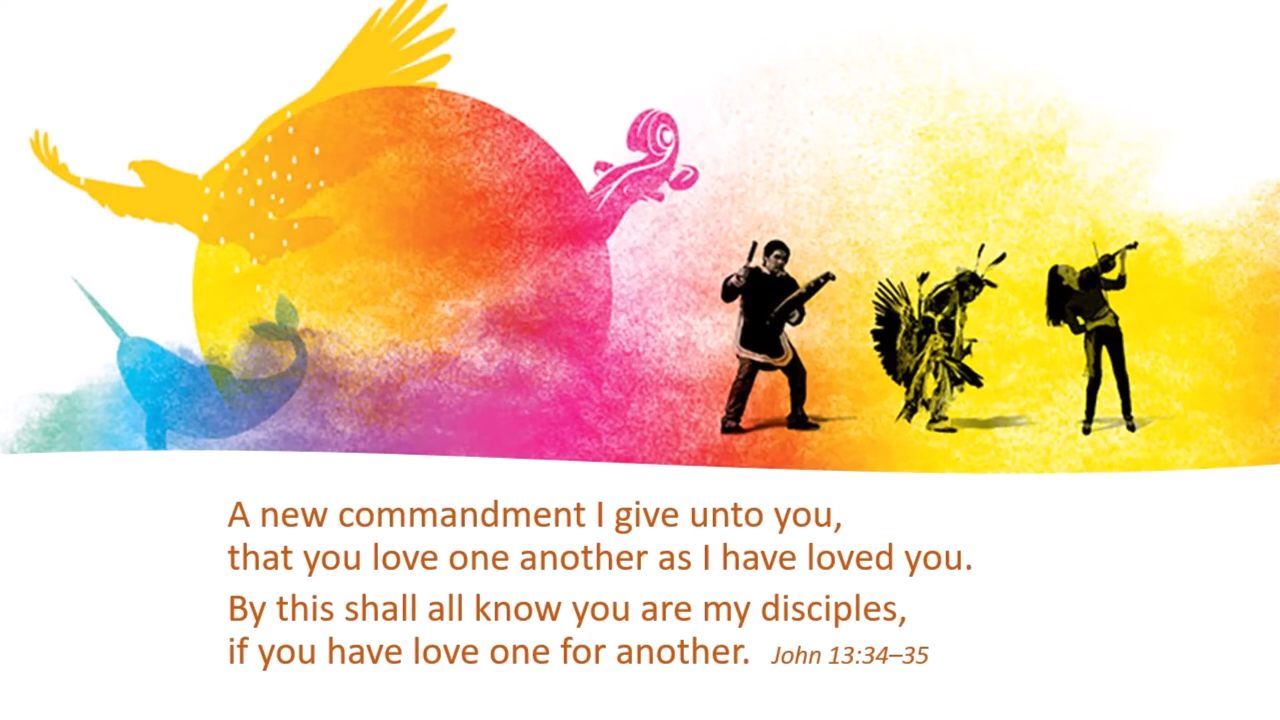 A new commandment I give unto you,
that you love one another as I have loved you.
By this shall all know you are my disciples,
if you have love one for another. John 13:34–35